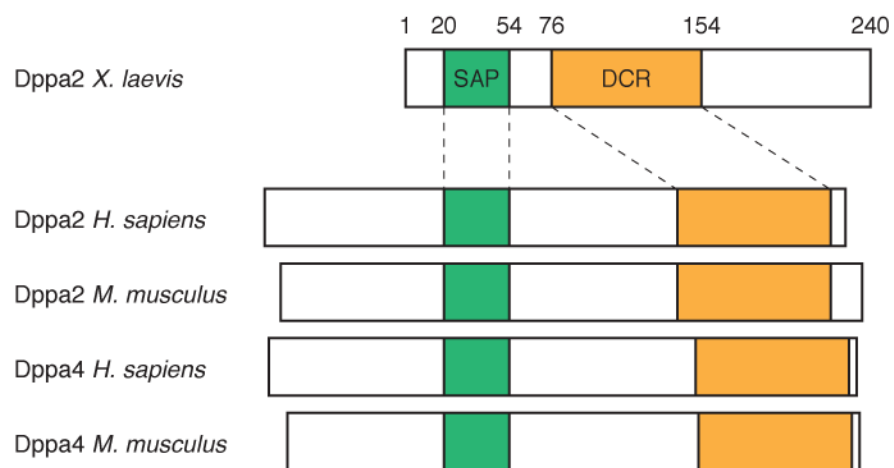 1 20 54 76 154 240
Dppa2 X. laevis SAP DCR
Dppa2 H. sapiens
Dppa2 M. musculus
Dppa4 H. sapiens
Dppa4 M. musculus